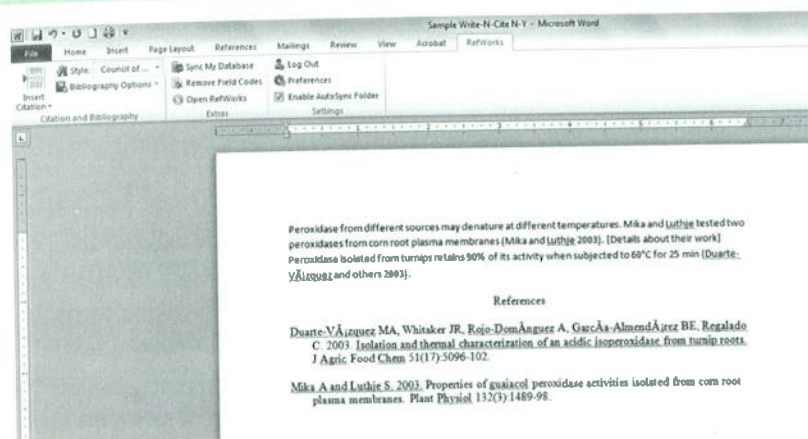 Sample Write-N-Cite N-Y - Microsoft Word
File Home Insert Page Layout References Mailings Review View Acrobat RefWorks
Style: Council of ... Sync My Database Log Out
Bibliography Options Remove Field Codes Preferences
Insert Citation Open RefWorks Enable AutoSync Folder
Citation and Bibliography Extras Settings
Peroxidase from different sources may denature at different temperatures. Mika and Luthje tested two
peroxidases from corn root plasma membranes (Mika and Luthje 2003). [Details about their work]
Peroxidase isolated from turnips retains 90% of its activity when subjected to 60°C for 25 min (Duarte-
VÃ¡zquez and others 2003).
References
Duarte-VÃ¡zquez MA, Whitaker JR, Rojo-DomÃnguez A, GarcÃa-AlmendÃ¡rez BE, Regalado
C. 2003. Isolation and thermal characterization of an acidic isoperoxidase from turnip roots.
J Agric Food Chem 51(17):5096-102.
Mika A and Luthje S. 2003. Properties of guaiacol peroxidase activities isolated from corn root
plasma membranes. Plant Physiol 132(3):1489-98.